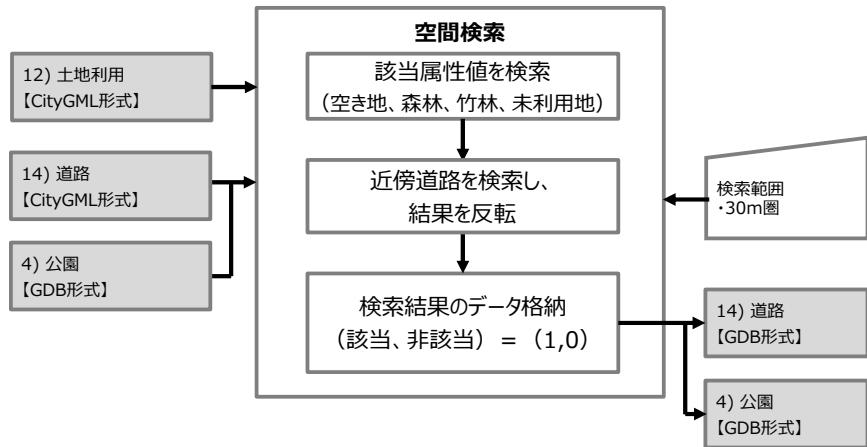 空間検索
12) 土地利用
【CityGML形式】
14) 道路
【CityGML形式】
4) 公園
【GDB形式】
該当属性値を検索
（空き地、森林、竹林、未利用地）
近傍道路を検索し、
結果を反転
検索結果のデータ格納
（該当、非該当）＝（1,0）
検索範囲
・30m圏
14) 道路
【GDB形式】
4) 公園
【GDB形式】